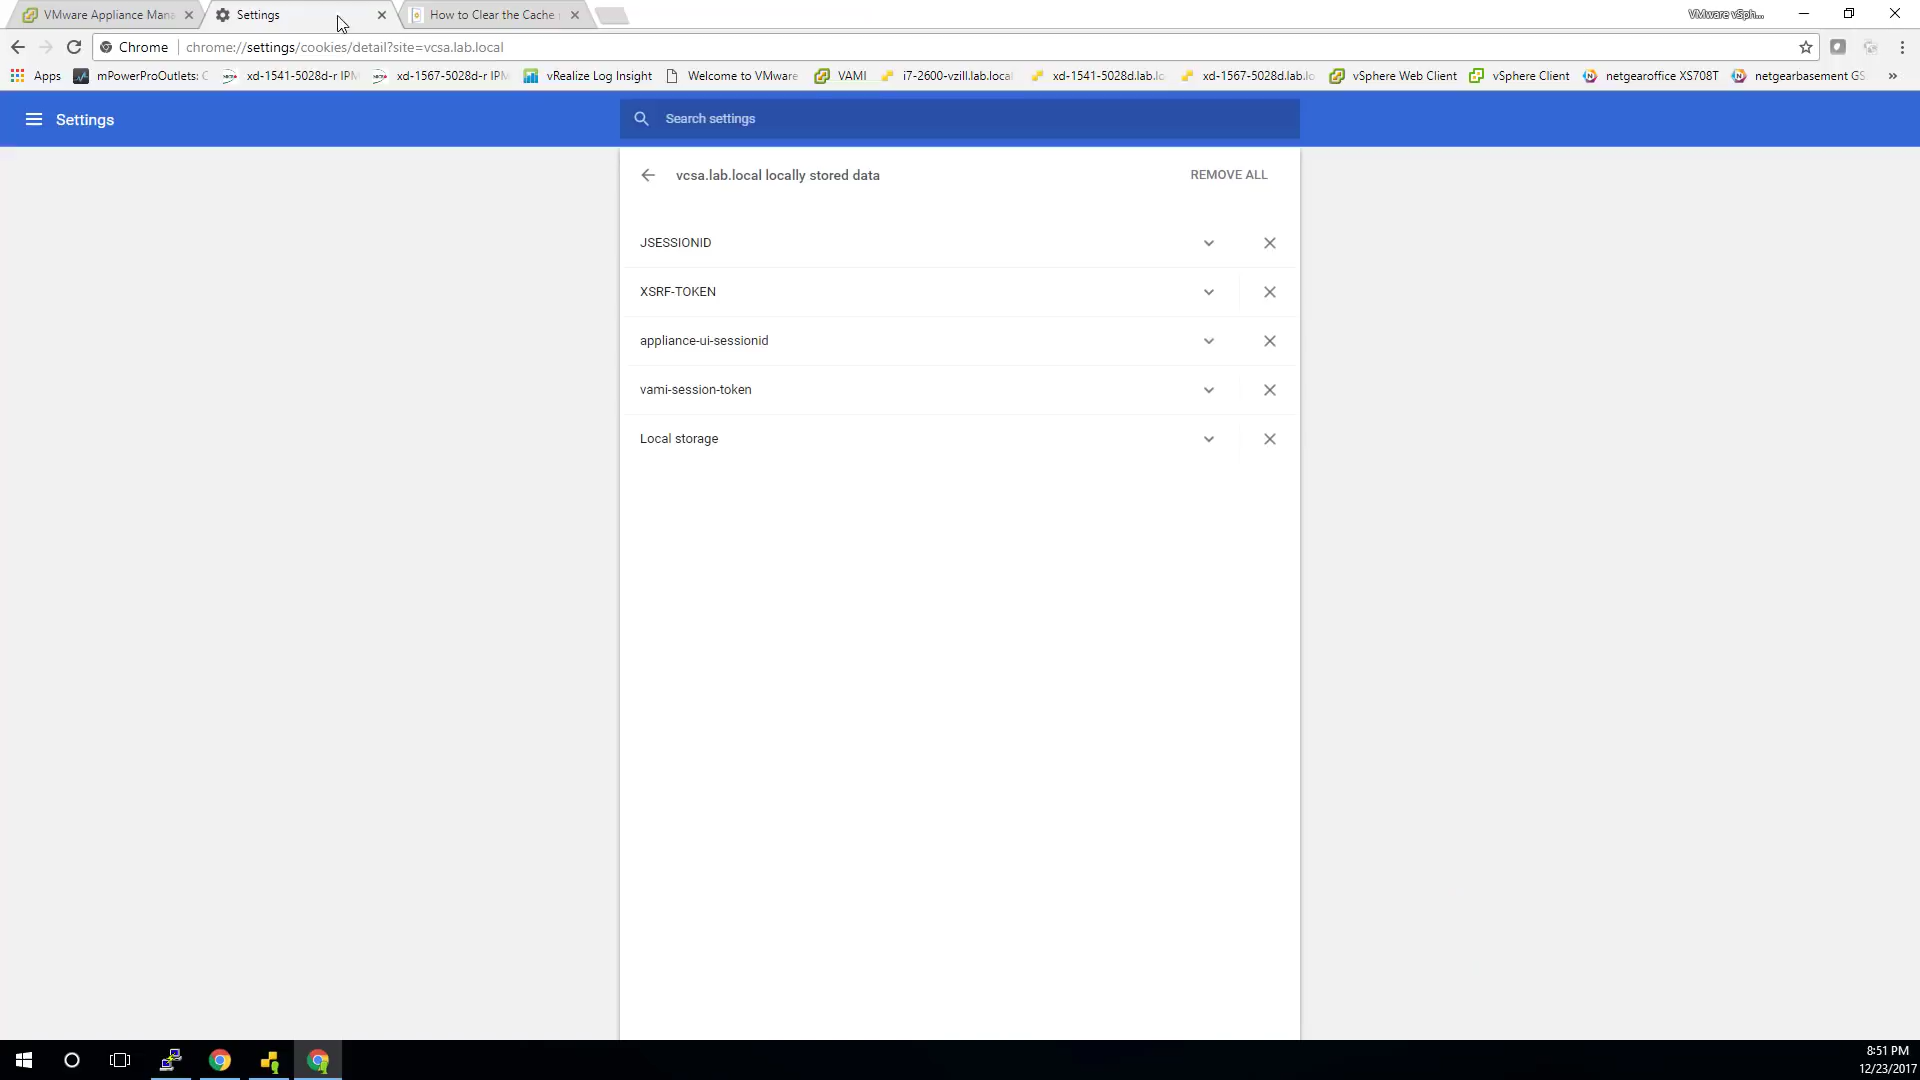 VMware Appliance Mana
Settings
How to Clear the Cache
VMware vSph...
Chrome
chrome://settings/cookies/detail?site=vcsa.lab.local
Apps
mPowerProOutlets: C
xd-1541-5028d-r IPM
xd-1567-5028d-r IPM
vRealize Log Insight
Welcome to VMware
VAMI
i7-2600-vzill.lab.local
xd-1541-5028d.lab.lo
xd-1567-5028d.lab.lo
vSphere Web Client
vSphere Client
netgearoffice XS708T
netgearbasement GS
»
Settings
Search settings
vcsa.lab.local locally stored data
REMOVE ALL
JSESSIONID
XSRF-TOKEN
appliance-ui-sessionid
vami-session-token
Local storage
8:51 PM
12/23/2017